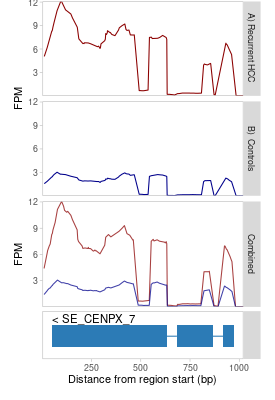 12
9
6
3
FPM
A) Recurrent HCC
12
9
6
3
B) Controls
12
9
6
3
FPM
Combined
< SE_CENPX_7
250 500 750 1000
Distance from region start (bp)